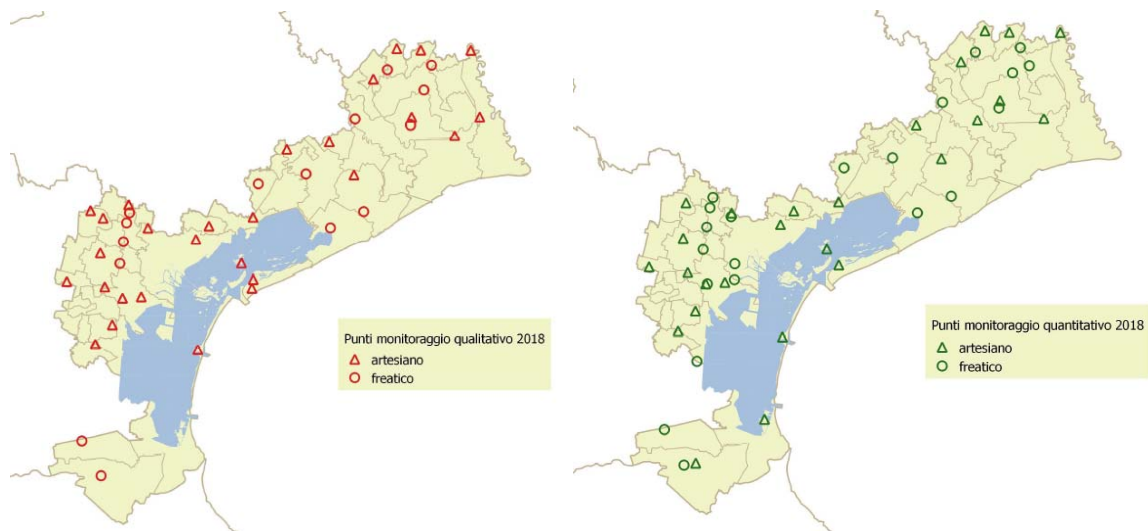 Punti monitoraggio qualitativo 2018
artesiano
freatico
Punti monitoraggio quantitativo 2018
artesiano
freatico